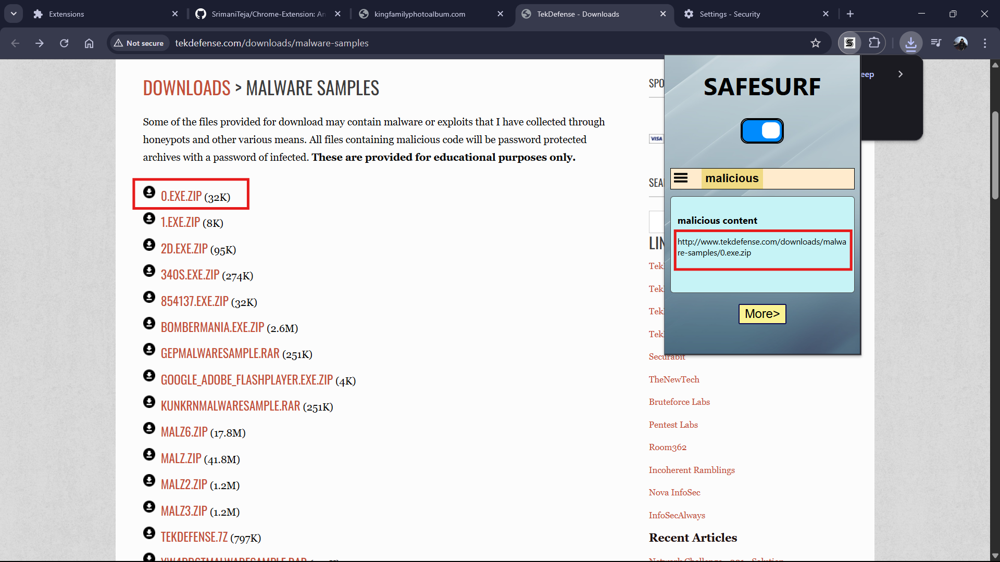 Extensions
SrimaniTeja/Chrome-Extension: An
kingfamilyphotoalbum.com
TekDefense - Downloads
Settings - Security
Not secure
tekdefense.com/downloads/malware-samples
eep
DOWNLOADS > MALWARE SAMPLES
Some of the files provided for download may contain malware or exploits that I have collected through
honeypots and other various means. All files containing malicious code will be password protected
archives with a password of infected. These are provided for educational purposes only.
0.EXE.ZIP (32K)
1.EXE.ZIP (8K)
2D.EXE.ZIP (95K)
340S.EXE.ZIP (274K)
854137.EXE.ZIP (32K)
BOMBERMANIA.EXE.ZIP (2.6M)
GEPMALWARESAMPLE.RAR (251K)
GOOGLE_ADOBE_FLASHPLAYER.EXE.ZIP (4K)
KUNKRNMALWARESAMPLE.RAR (251K)
MALZ6.ZIP (17.8M)
MALZ.ZIP (41.8M)
MALZ2.ZIP (1.2M)
MALZ3.ZIP (1.2M)
TEKDEFENSE.7Z (797K)
SPO
VISA
SEA
LIN
Tek
Tek
Tek
Tek
Securabit
TheNewTech
Bruteforce Labs
Pentest Labs
Room362
Incoherent Ramblings
Nova InfoSec
InfoSecAlways
Recent Articles
SAFESURF
malicious
malicious content
http://www.tekdefense.com/downloads/malwa
re-samples/0.exe.zip
More>